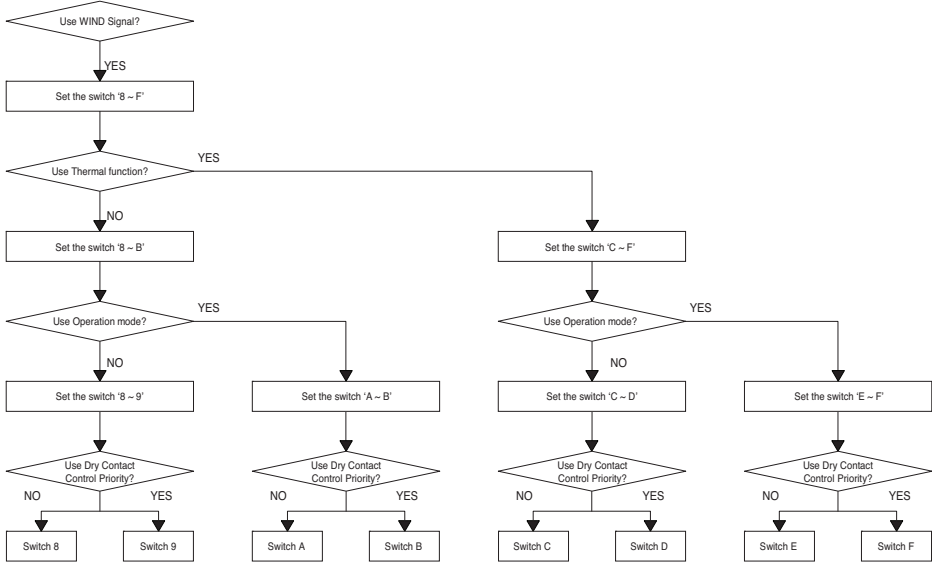 Use WIND Signal?
YES
Set the switch ‘8 ~ F’
Use Thermal function?
YES
NO
Set the switch ‘8 ~ B’
Set the switch ‘C ~ F’
Use Operation mode?
YES
Use Operation mode?
YES
NO
NO
Set the switch ‘8 ~ 9’
Set the switch ‘A ~ B’
Set the switch ‘C ~ D’
Set the switch ‘E ~ F’
Use Dry Contact
Control Priority?
Use Dry Contact
Control Priority?
Use Dry Contact
Control Priority?
Use Dry Contact
Control Priority?
NO
YES
NO
YES
NO
YES
NO
YES
Switch 8
Switch 9
Switch A
Switch B
Switch C
Switch D
Switch E
Switch F